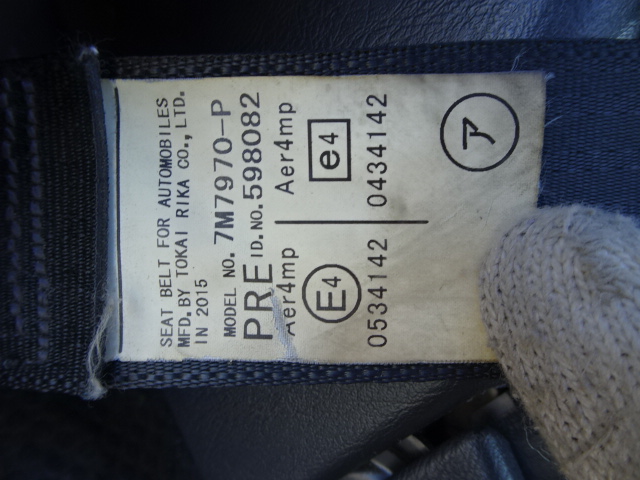 SEAT BELT FOR AUTOMOBILES
MFD.BY TOKAI RIKA CO.,LTD.
IN 2015
MODEL NO. 7M7970-P
PRE ID.NO.598082
Aer4mp Aer4mp
E4 e4
0534142 0434142
ア